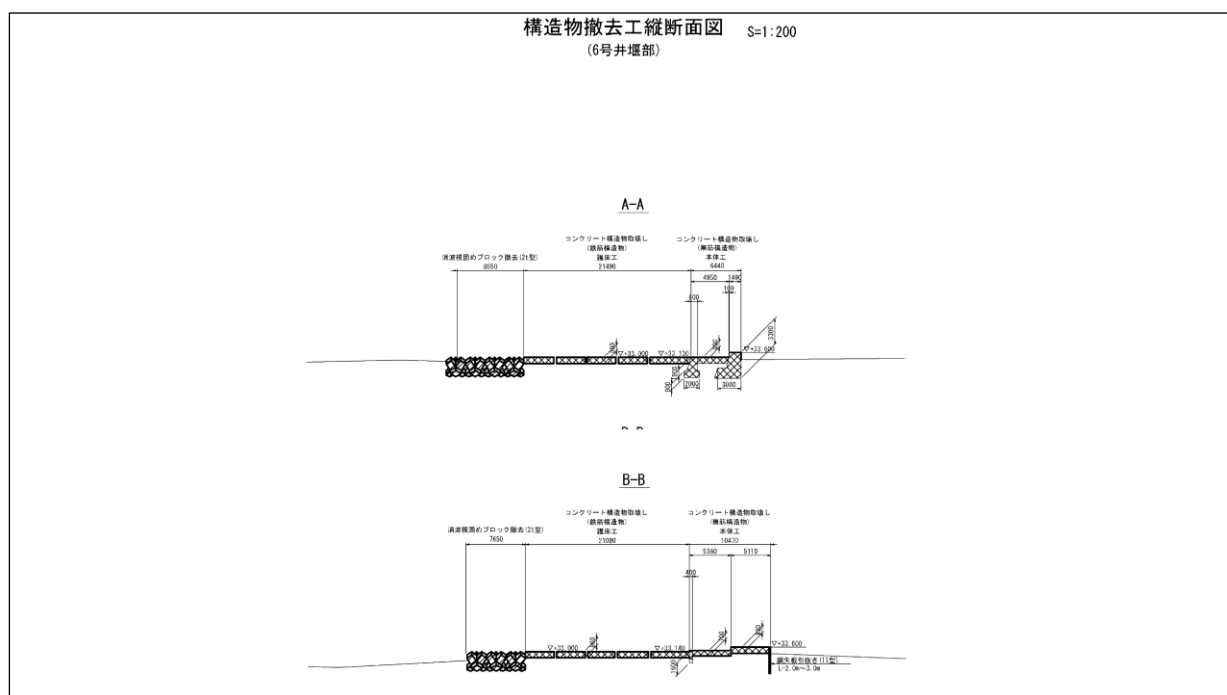 構造物撤去工縦断面図 S=1:200
(6号井堰部)
A-A
コンクリート構造物取壊し
(鉄筋構造物)
護床工
21490
コンクリート構造物取壊し
(無筋構造物)
本体工
6440
消波根固めブロック撤去(2t型)
8550
4950
1490
100
800
3300
▽+33.000
▽+33.130
▽+33.600
800
800
2000
3000
B-B
コンクリート構造物取壊し
(鉄筋構造物)
護床工
21080
コンクリート構造物取壊し
(無筋構造物)
本体工
10470
消波根固めブロック撤去(2t型)
7650
5360
5110
400
▽+33.000
▽+33.140
▽+33.600
1600
鋼矢板引抜き(II型)
L=2.0m~3.0m